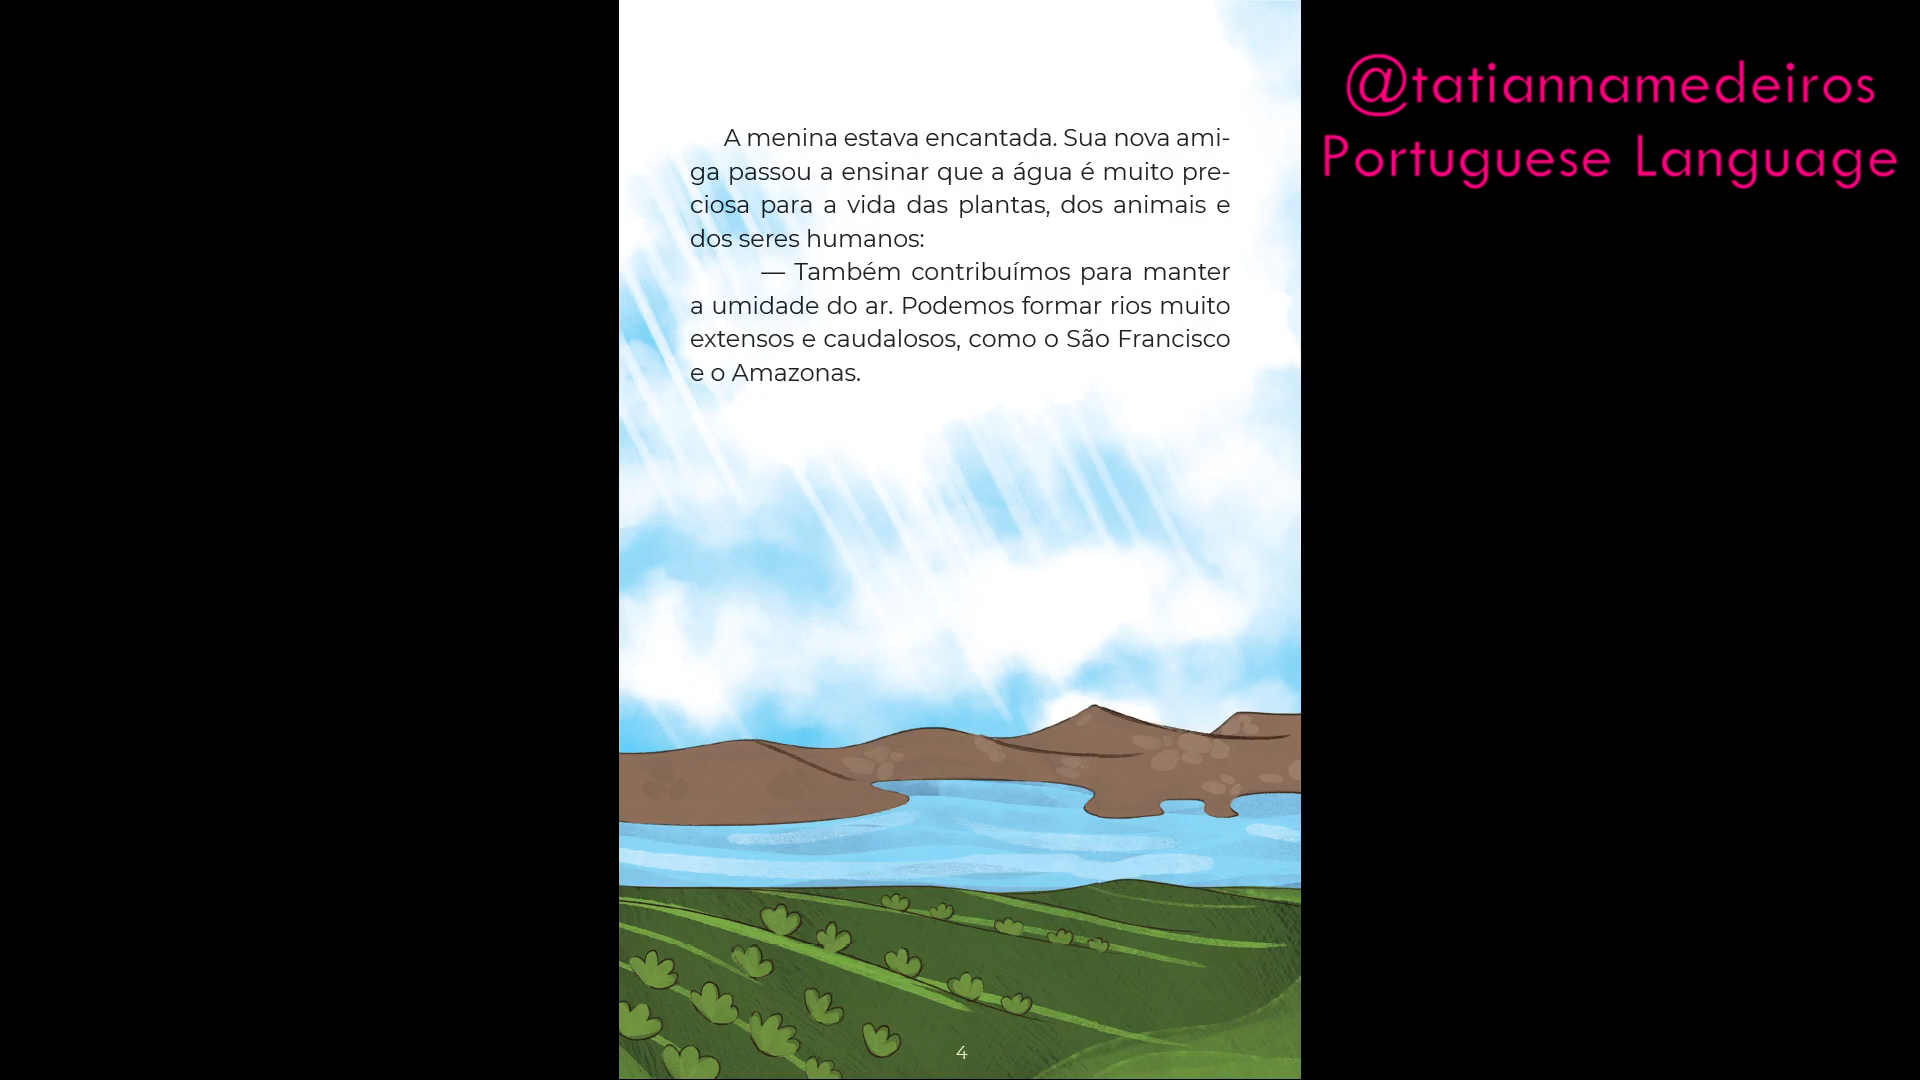 A menina estava encantada. Sua nova ami-
ga passou a ensinar que a água é muito pre-
ciosa para a vida das plantas, dos animais e
dos seres humanos:
— Também contribuímos para manter
a umidade do ar. Podemos formar rios muito
extensos e caudalosos, como o São Francisco
e o Amazonas.
4
@tatiannamedeiros
Portuguese Language